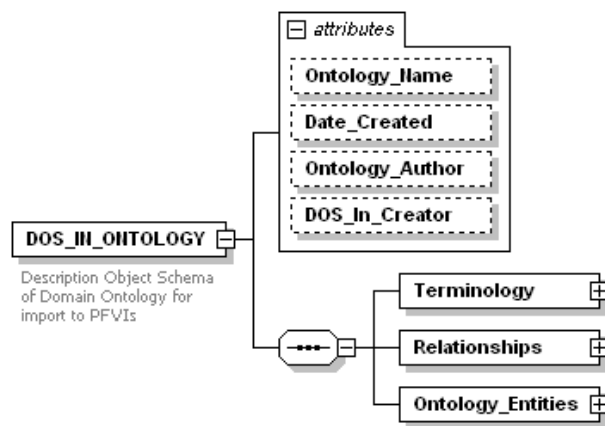 attributes
Ontology_Name
Date_Created
Ontology_Author
DOS_In_Creator
DOS_IN_ONTOLOGY
Description Object Schema
of Domain Ontology for
import to PFVIs
Terminology
Relationships
Ontology_Entities